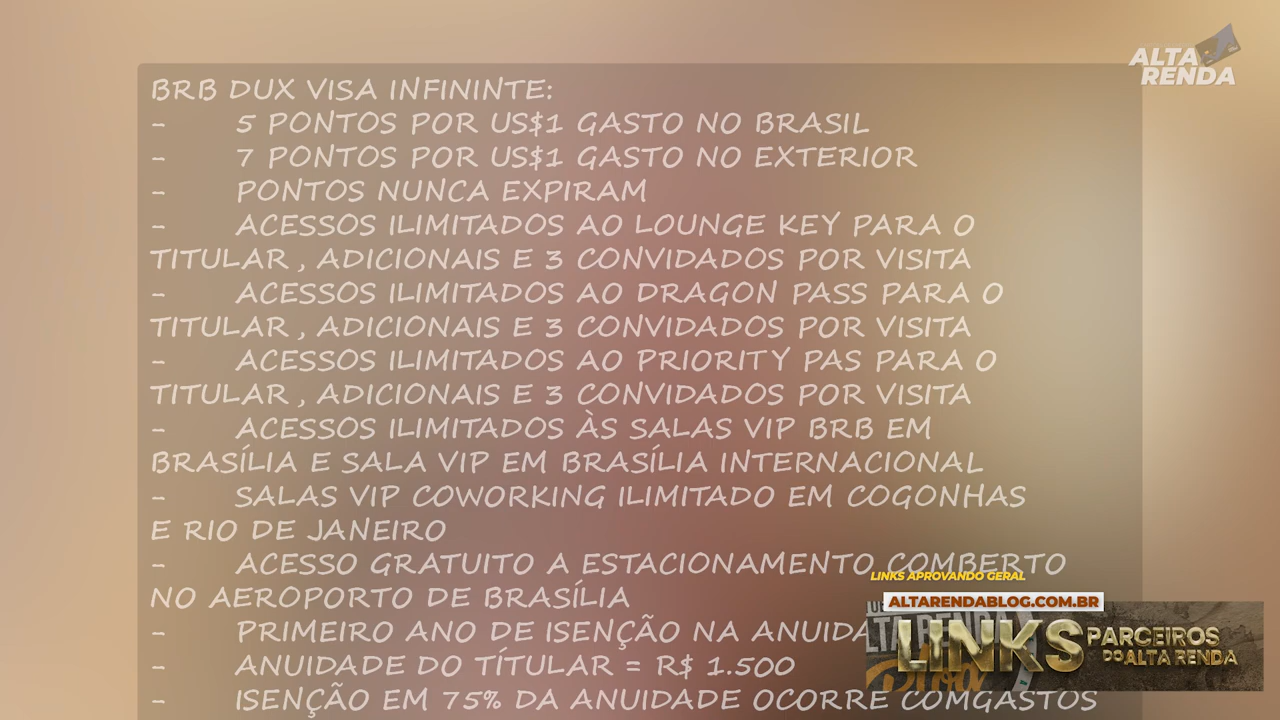 ALTA
RENDA
BRB DUX VISA INFININTE:
- 5 PONTOS POR US$1 GASTO NO BRASIL
- 7 PONTOS POR US$1 GASTO NO EXTERIOR
- PONTOS NUNCA EXPIRAM
- ACESSOS ILIMITADOS AO LOUNGE KEY PARA O
TITULAR , ADICIONAIS E 3 CONVIDADOS POR VISITA
- ACESSOS ILIMITADOS AO DRAGON PASS PARA O
TITULAR , ADICIONAIS E 3 CONVIDADOS POR VISITA
- ACESSOS ILIMITADOS AO PRIORITY PAS PARA O
TITULAR , ADICIONAIS E 3 CONVIDADOS POR VISITA
- ACESSOS ILIMITADOS ÀS SALAS VIP BRB EM
BRASÍLIA E SALA VIP EM BRASÍLIA INTERNACIONAL
- SALAS VIP COWORKING ILIMITADO EM COGONHAS
E RIO DE JANEIRO
- ACESSO GRATUITO A ESTACIONAMENTO COMBERTO
NO AEROPORTO DE BRASÍLIA
- PRIMEIRO ANO DE ISENÇÃO NA ANUIDA
- ANUIDADE DO TÍTULAR = R$ 1.500
- ISENÇÃO EM 75% DA ANUIDADE OCORRE COMGASTOS
LINKS APROVANDO GERAL
ALTARENDABLOG.COM.BR
LINKS
PARCEIROS
DO ALTA RENDA